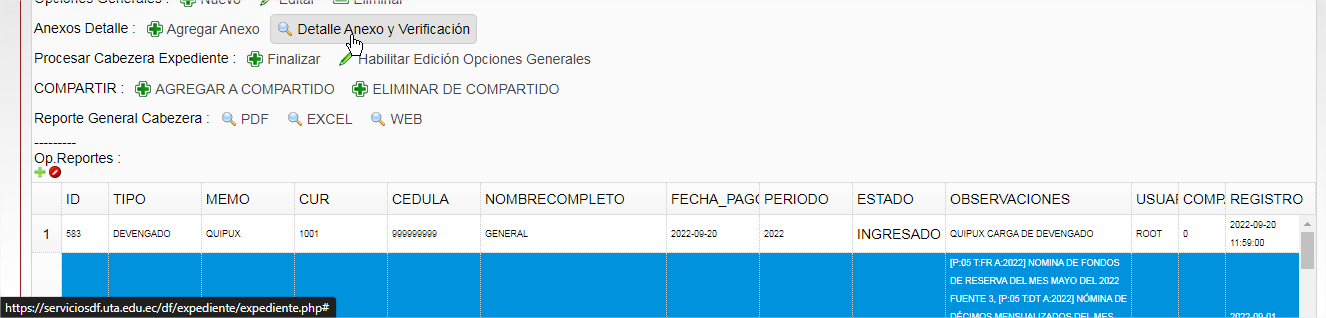 Opciones Generales : Nuevo Editar Eliminar
Anexos Detalle : Agregar Anexo Detalle Anexo y Verificación
Procesar Cabezera Expediente : Finalizar Habilitar Edición Opciones Generales
COMPARTIR : AGREGAR A COMPARTIDO ELIMINAR DE COMPARTIDO
Reporte General Cabezera : PDF EXCEL WEB
---------
Op.Reportes :
ID TIPO MEMO CUR CEDULA NOMBRECOMPLETO FECHA_PAGO PERIODO ESTADO OBSERVACIONES USUAR COMPA REGISTRO
1 583 DEVENGADO QUIPUX 1001 999999999 GENERAL 2022-09-20 2022 INGRESADO QUIPUX CARGA DE DEVENGADO ROOT 0 2022-09-20
11:59:00
[P:05 T:FR A:2022] NOMINA DE FONDOS
DE RESERVA DEL MES MAYO DEL 2022
FUENTE 3, [P:05 T:DT A:2022] NÓMINA DE
DÉCIMOS MENSUALIZADOS DEL MES
2022-09-01
https://serviciosdf.uta.edu.ec/df/expediente/expediente.php#